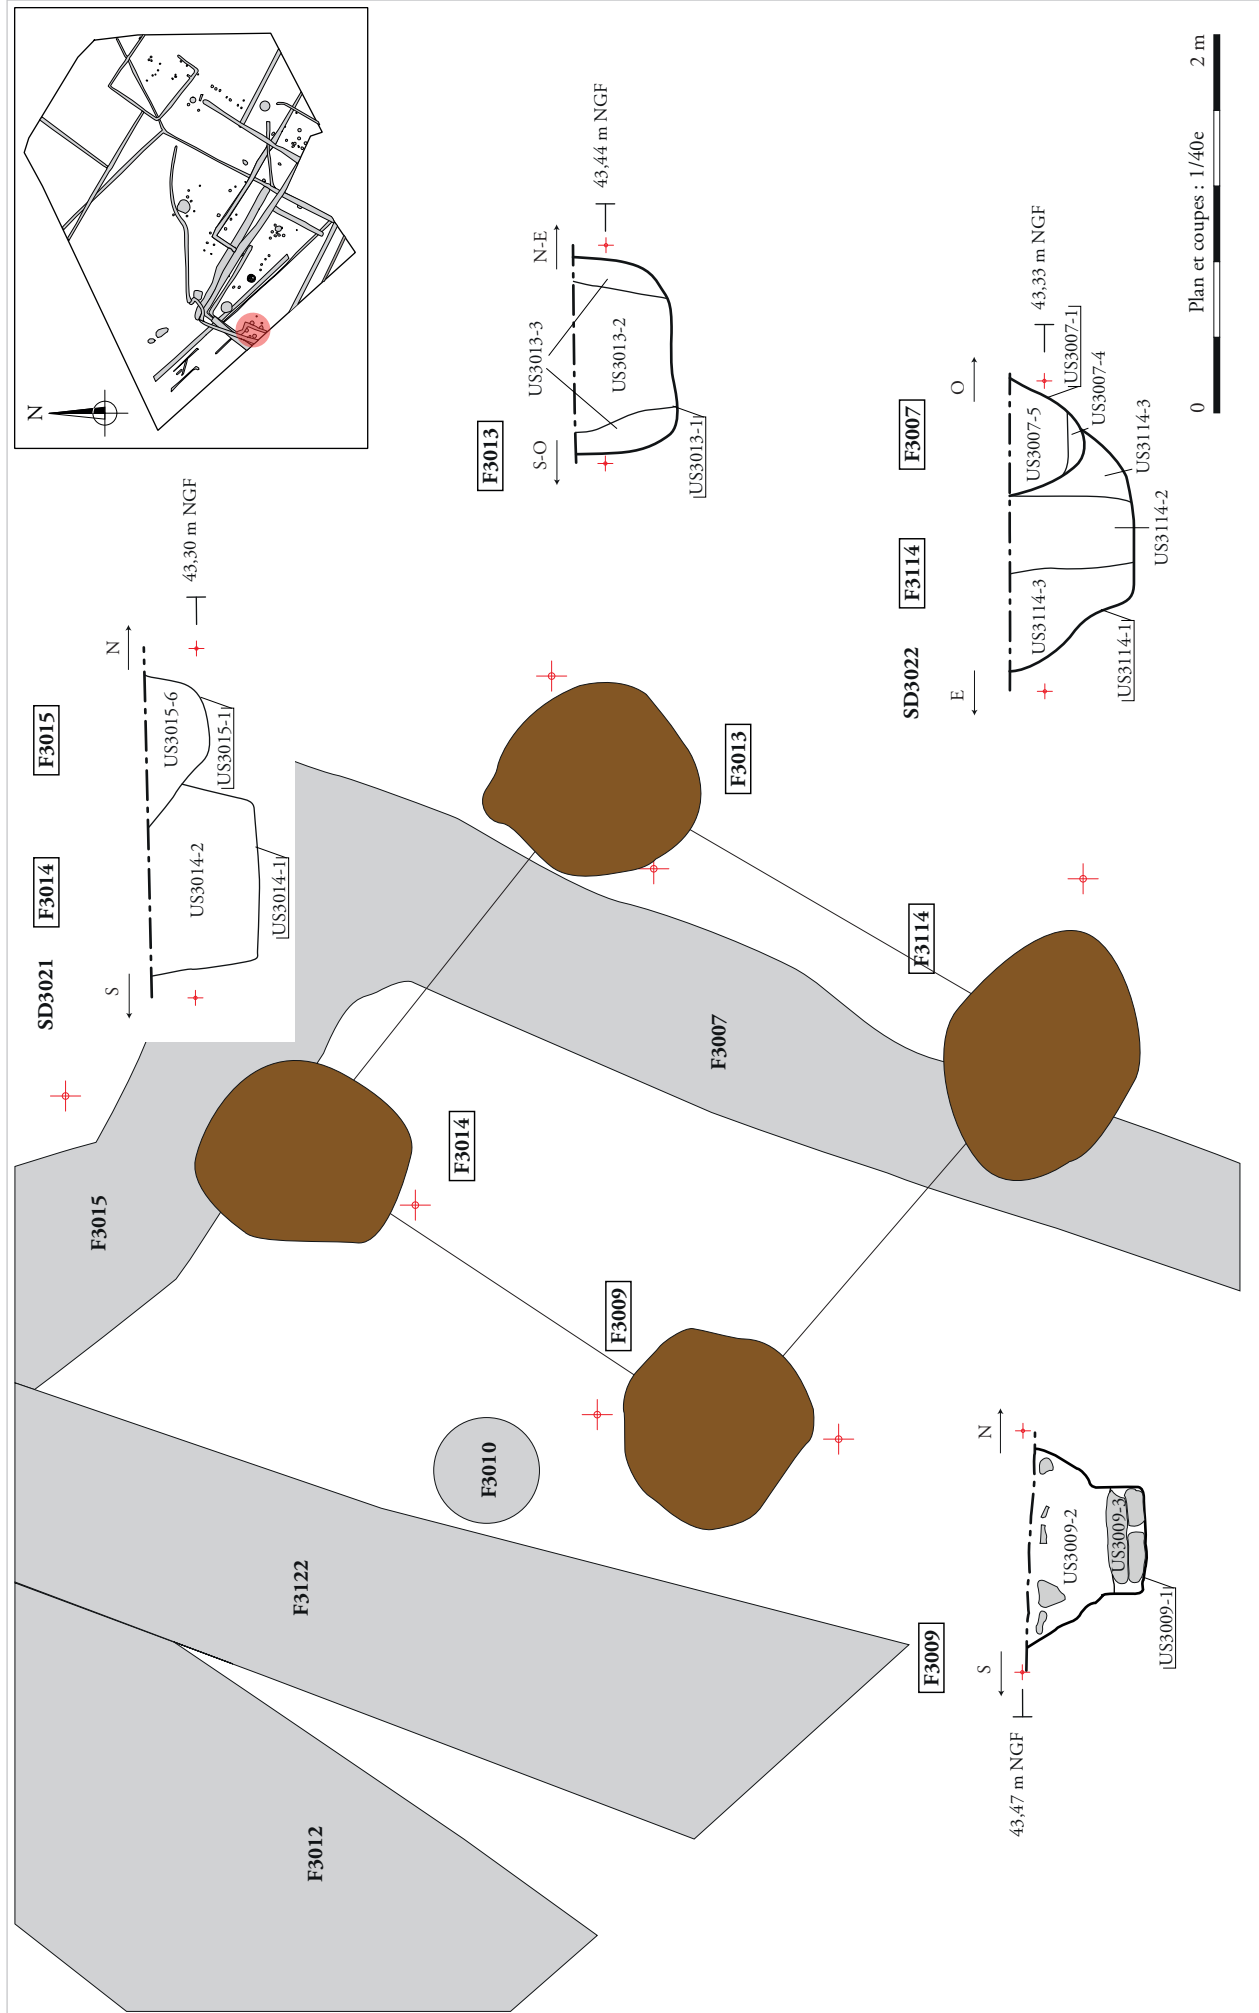 N
SD3021
F3014
F3015
S
N
43,30 m NGF
US3014-2
US3014-1
US3015-6
US3015-1
F3013
S-O
N-E
43,44 m NGF
US3013-3
US3013-2
US3013-1
SD3022
F3114
F3007
E
O
43,33 m NGF
US3114-3
US3007-5
US3007-1
US3007-4
US3114-3
US3114-2
US3114-1
Plan et coupes : 1/40e
0
2 m
F3015
F3014
F3013
F3007
F3114
F3009
F3010
F3122
F3012
F3009
S
N
43,47 m NGF
US3009-2
US3009-3
US3009-1